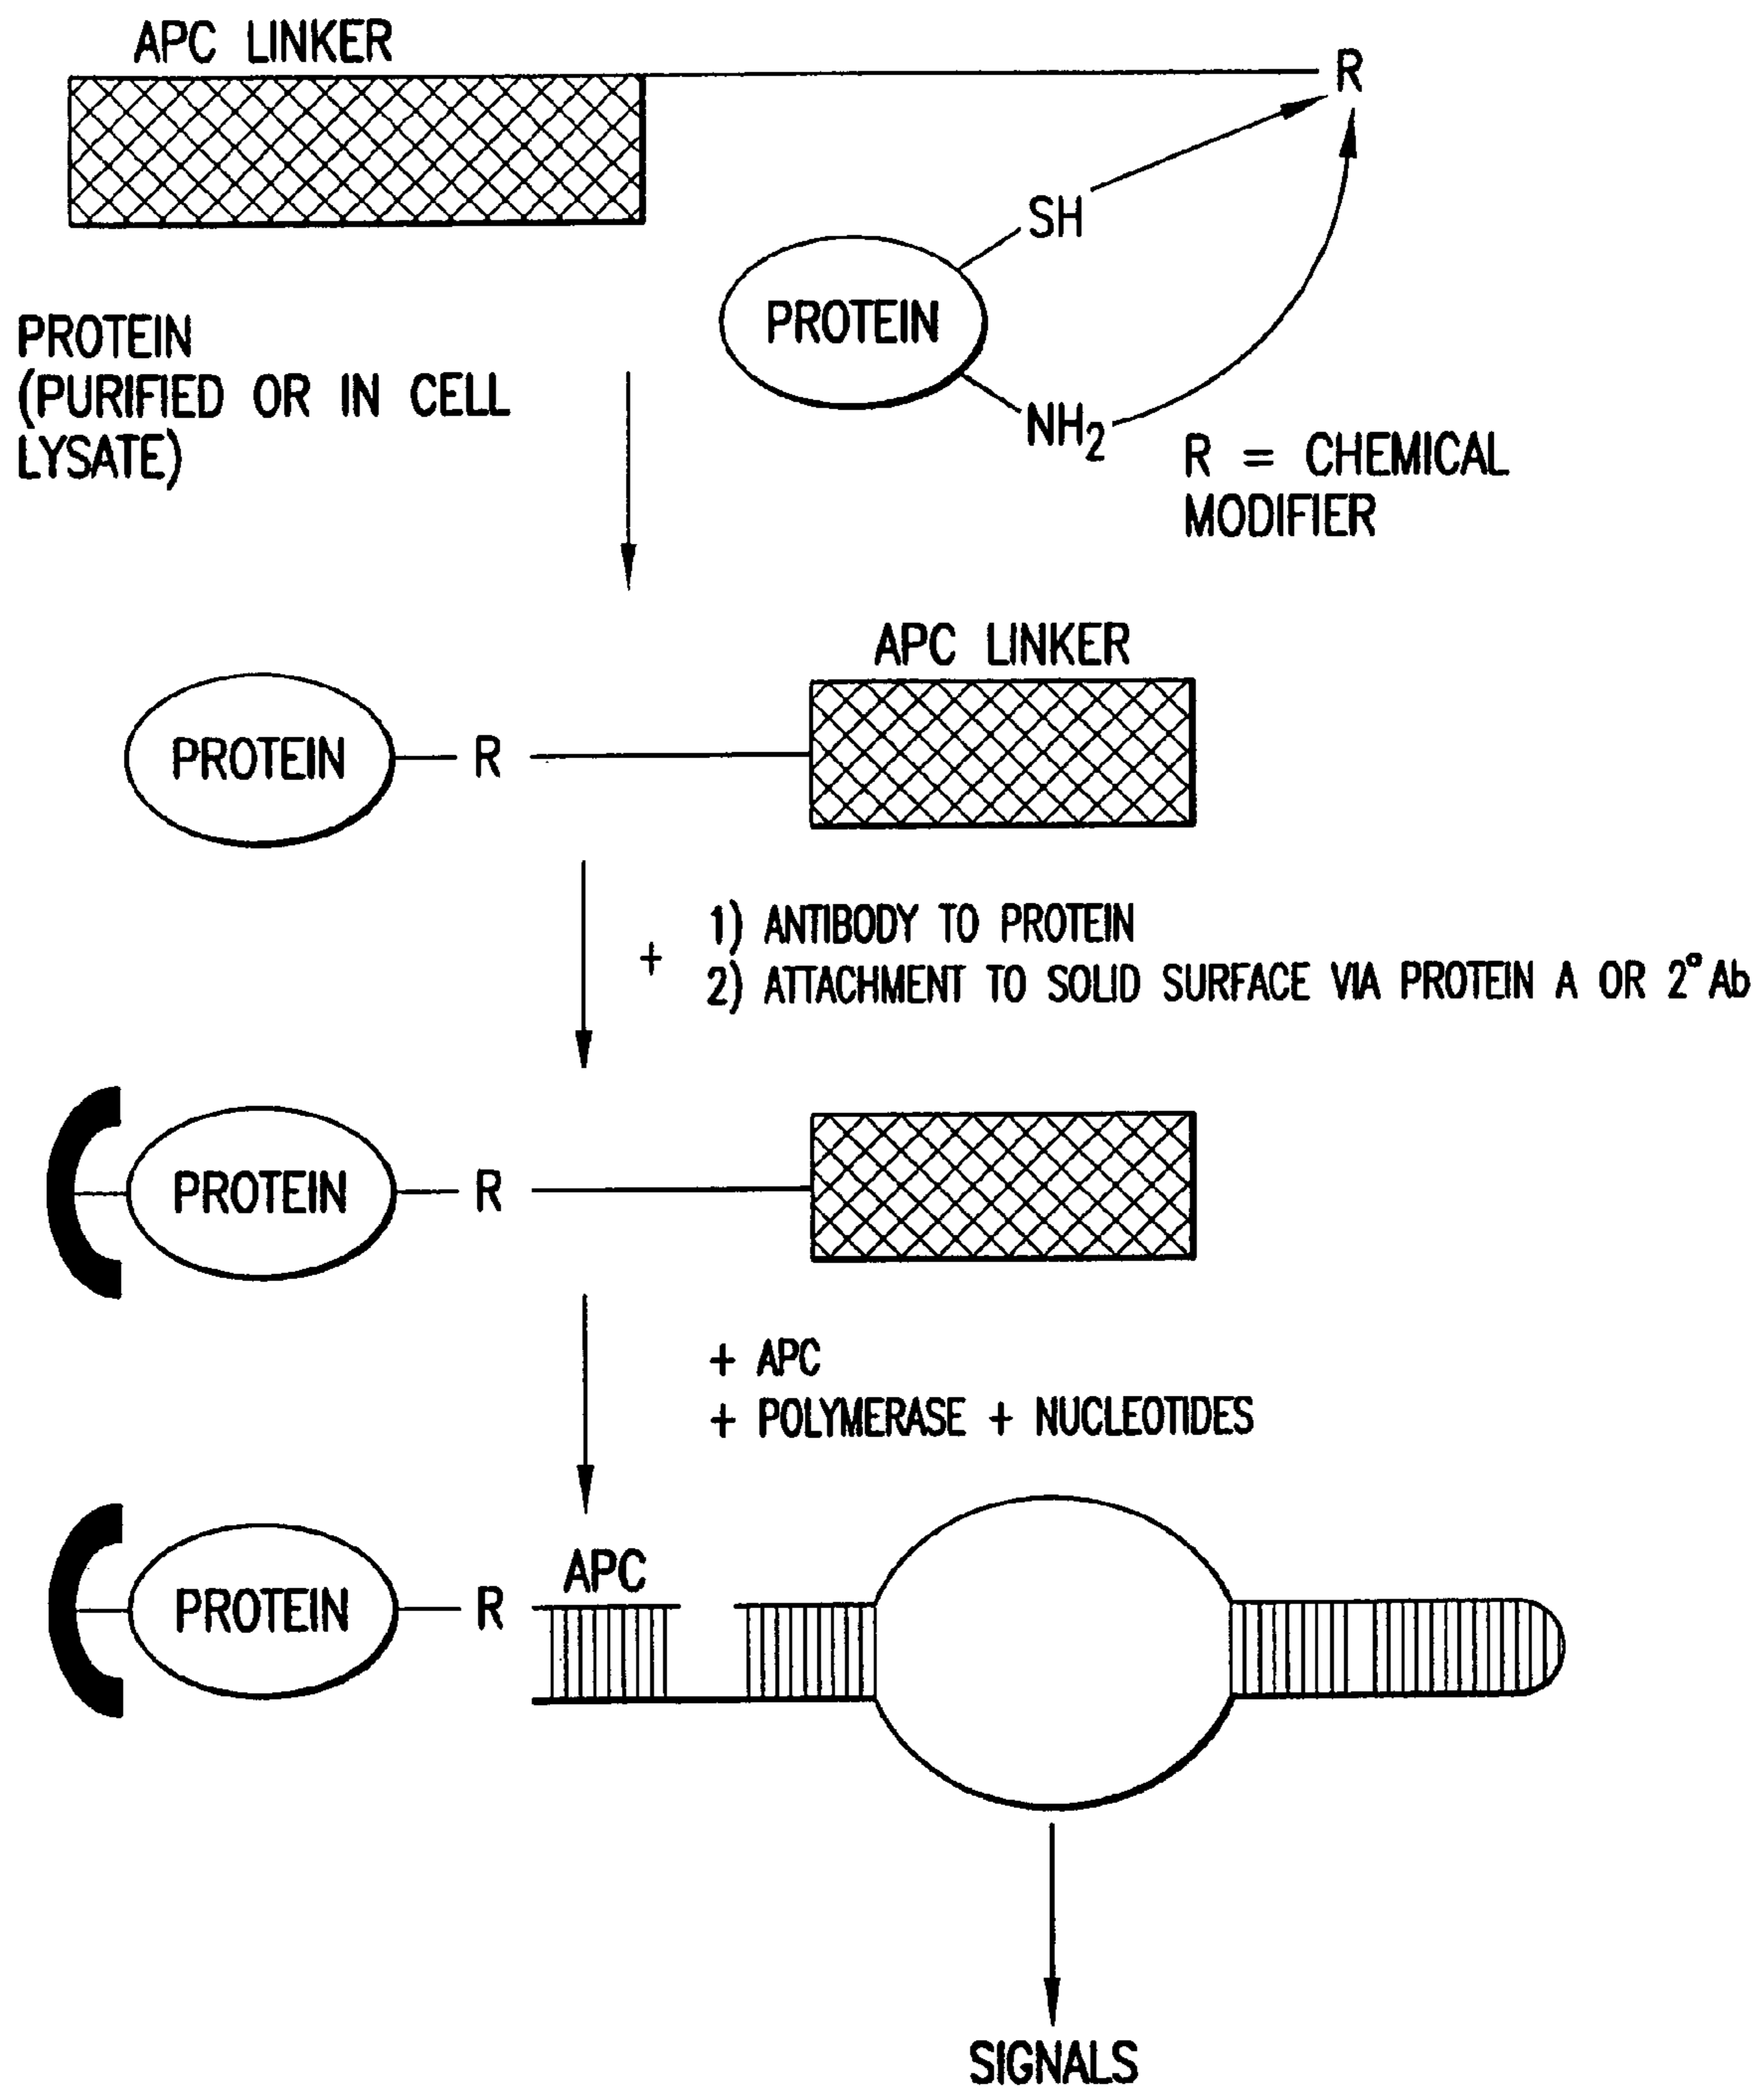 APC LINKER
R
SH
PROTEIN
NH2
PROTEIN
(PURIFIED OR IN CELL
LYSATE)
R = CHEMICAL
MODIFIER
APC LINKER
PROTEIN
R
+
1) ANTIBODY TO PROTEIN
2) ATTACHMENT TO SOLID SURFACE VIA PROTEIN A OR 2° Ab
PROTEIN
R
+ APC
+ POLYMERASE + NUCLEOTIDES
APC
PROTEIN
R
SIGNALS